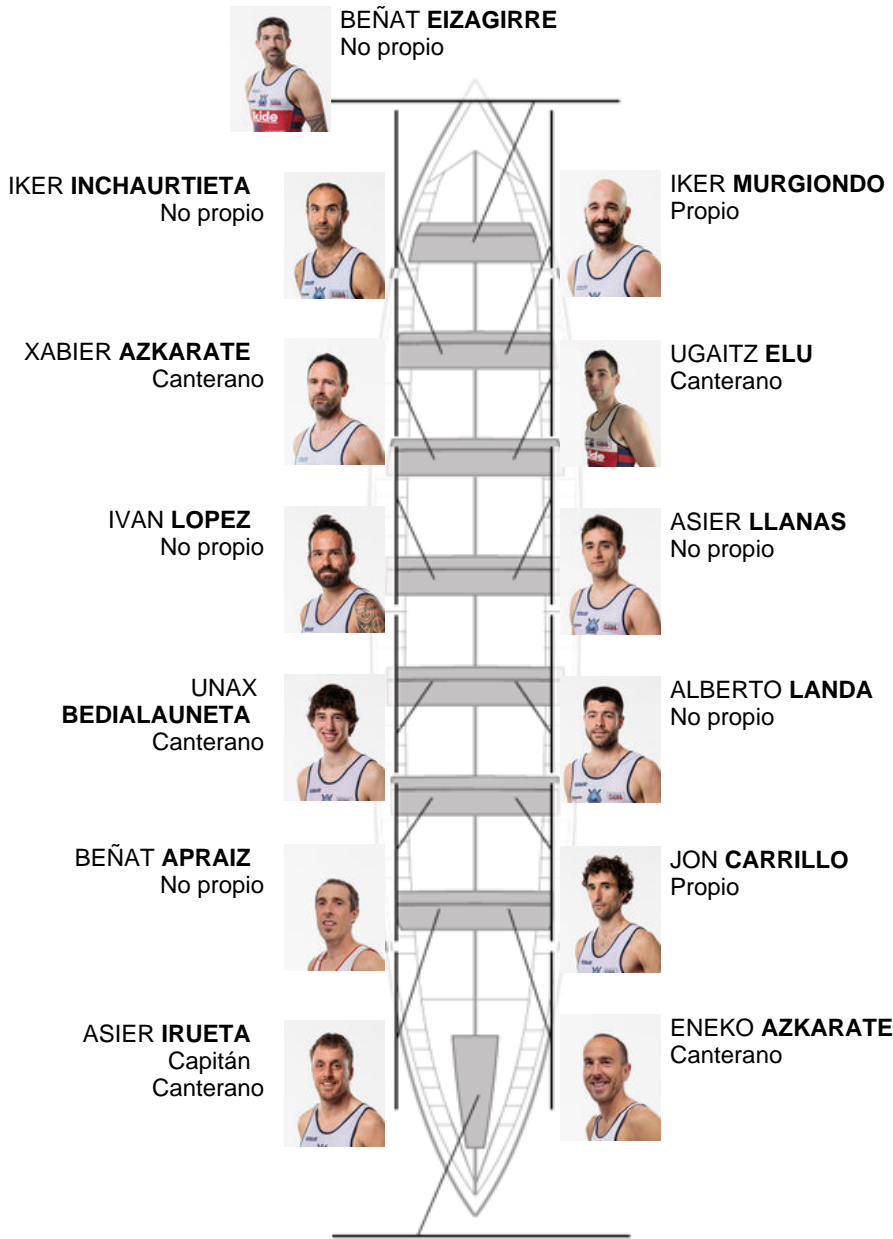 BEÑAT EIZAGIRRE
No propio
kide
IKER INCHAURTIETA
No propio
IKER MURGIONDO
Propio
XABIER AZKARATE
Canterano
UGAITZ ELU
Canterano
kide
IVAN LOPEZ
No propio
ASIER LLANAS
No propio
UNAX
BEDIALAUNETA
Canterano
ALBERTO LANDA
No propio
BEÑAT APRAIZ
No propio
JON CARRILLO
Propio
ASIER IRUETA
Capitán
Canterano
ENEKO AZKARATE
Canterano